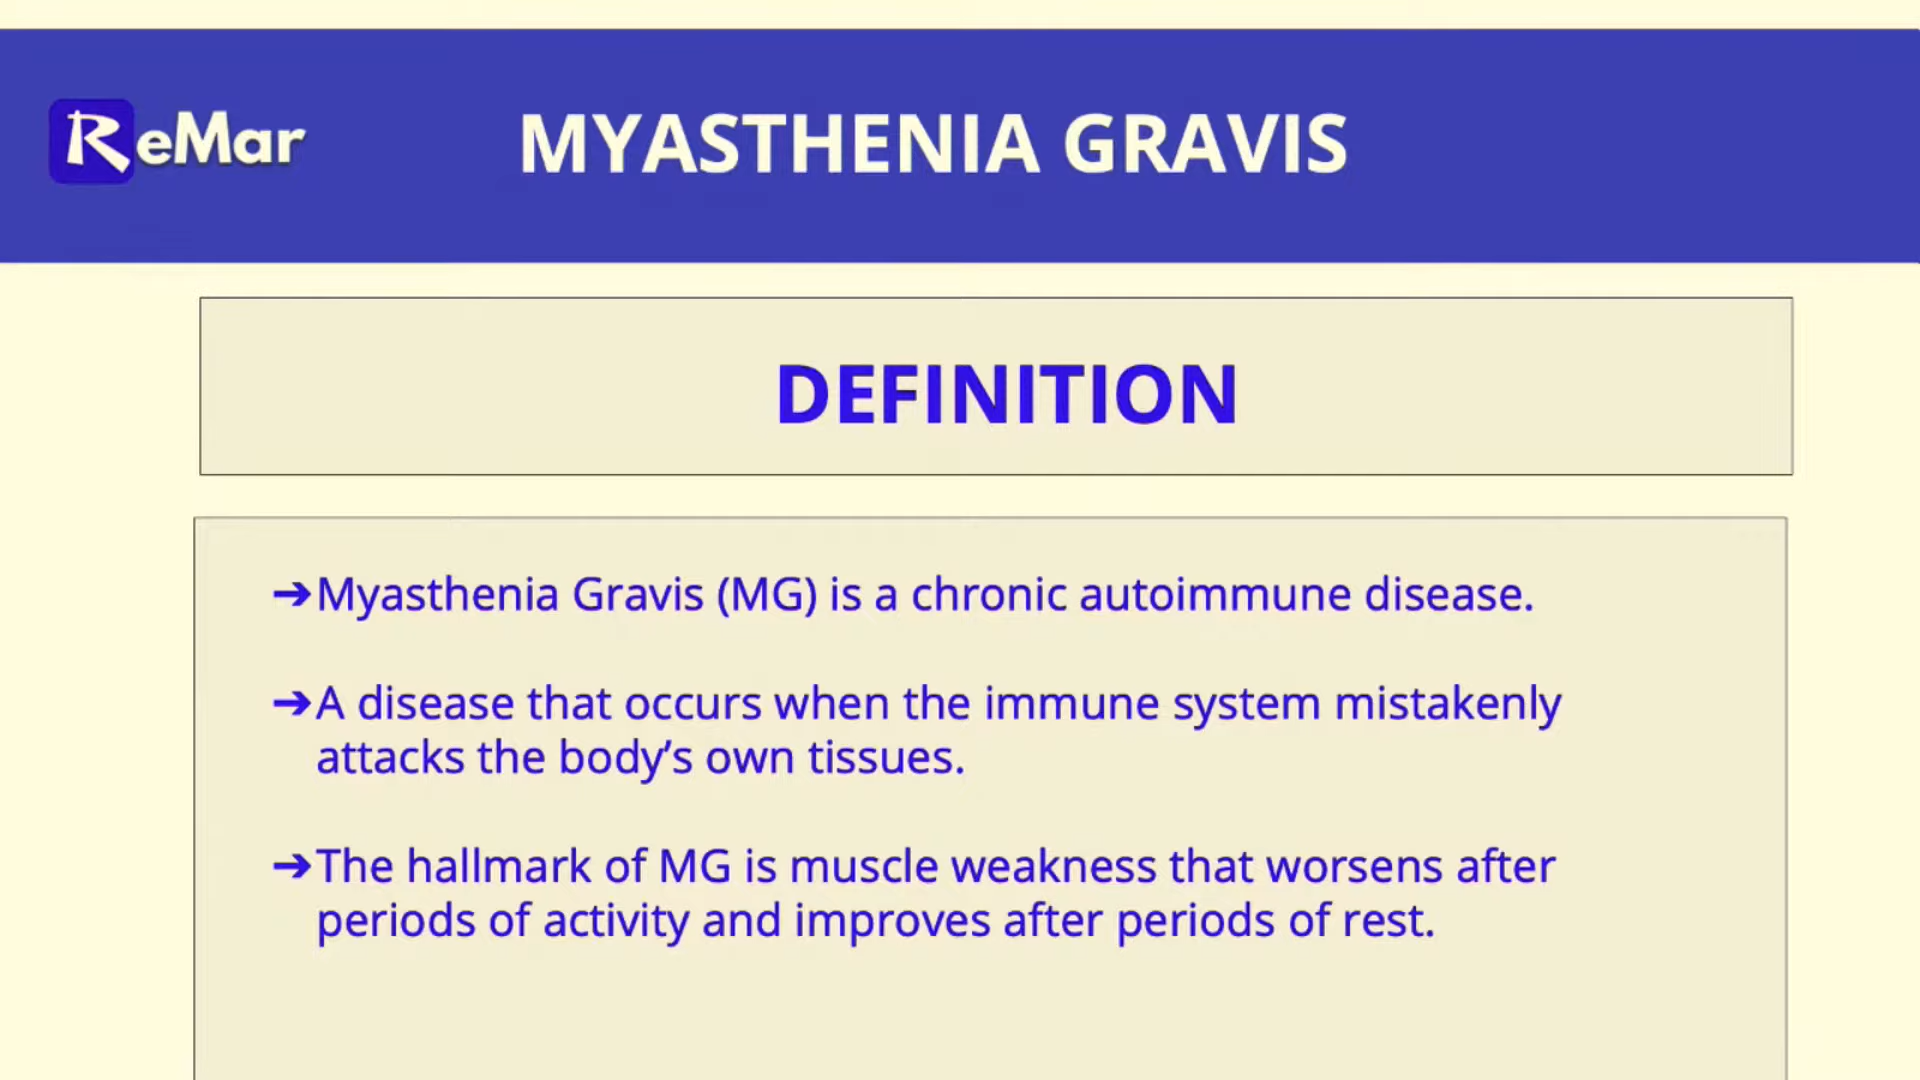 ReMar
MYASTHENIA GRAVIS
DEFINITION
➔Myasthenia Gravis (MG) is a chronic autoimmune disease.
➔A disease that occurs when the immune system mistakenly
attacks the body’s own tissues.
➔The hallmark of MG is muscle weakness that worsens after
periods of activity and improves after periods of rest.